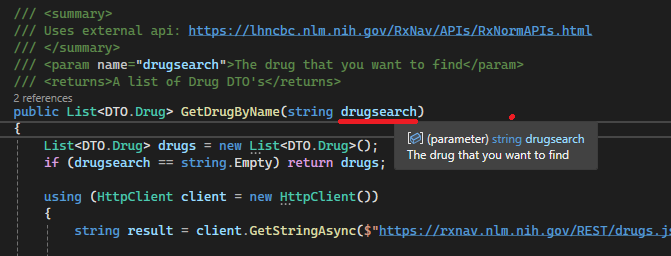 /// <summary>
/// Uses external api: https://lhncbc.nlm.nih.gov/RxNav/APIs/RxNormAPIs.html
/// </summary>
/// <param name="drugsearch">The drug that you want to find</param>
/// <returns>A list of Drug DTO's</returns>
2 references
public List<DTO.Drug> GetDrugByName(string drugsearch)
{
List<DTO.Drug> drugs = new List<DTO.Drug>();
if (drugsearch == string.Empty) return drugs;
(parameter) string drugsearch
The drug that you want to find
using (HttpClient client = new HttpClient())
{
string result = client.GetStringAsync($"https://rxnav.nlm.nih.gov/REST/drugs.js